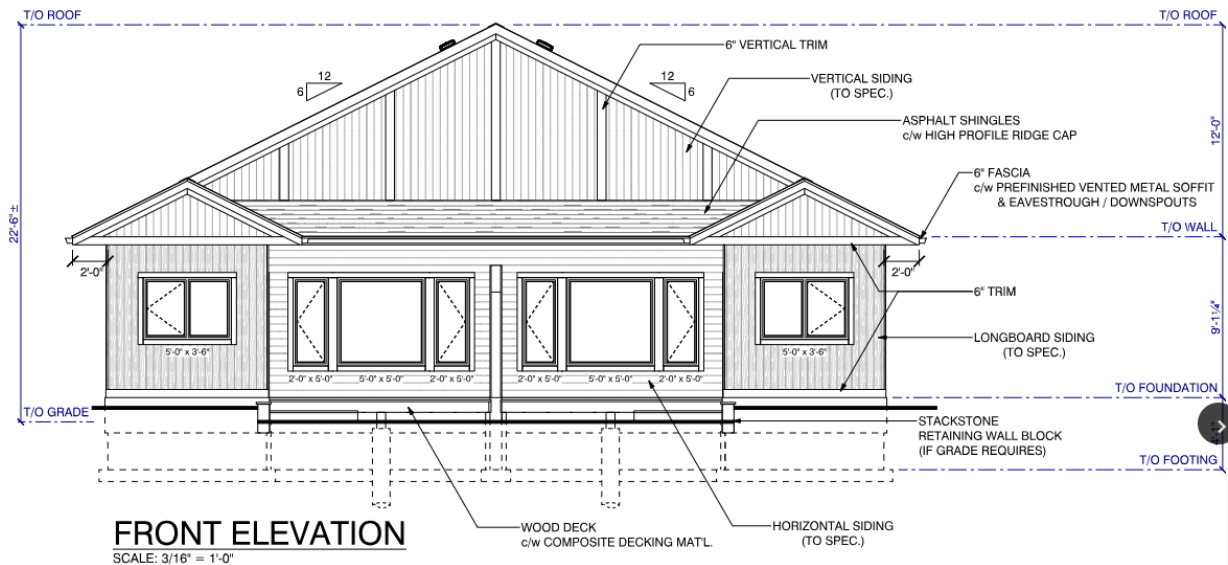 T/O ROOF
T/O ROOF
6" VERTICAL TRIM
12
6
12
6
VERTICAL SIDING
(TO SPEC.)
ASPHALT SHINGLES
c/w HIGH PROFILE RIDGE CAP
12'-0"
6" FASCIA
c/w PREFINISHED VENTED METAL SOFFIT
& EAVESTROUGH / DOWNSPOUTS
22'-6" ±
T/O WALL
2'-0"
2'-0"
6" TRIM
9'-1¼"
LONGBOARD SIDING
(TO SPEC.)
5'-0" x 3'-6"
5'-0" x 3'-6"
2'-0" x 5'-0"
5'-0" x 5'-0"
2'-0" x 5'-0"
2'-0" x 5'-0"
5'-0" x 5'-0"
2'-0" x 5'-0"
T/O FOUNDATION
T/O GRADE
STACKSTONE
RETAINING WALL BLOCK
(IF GRADE REQUIRES)
T/O FOOTING
FRONT ELEVATION
SCALE: 3/16" = 1'-0"
WOOD DECK
c/w COMPOSITE DECKING MAT'L.
HORIZONTAL SIDING
(TO SPEC.)